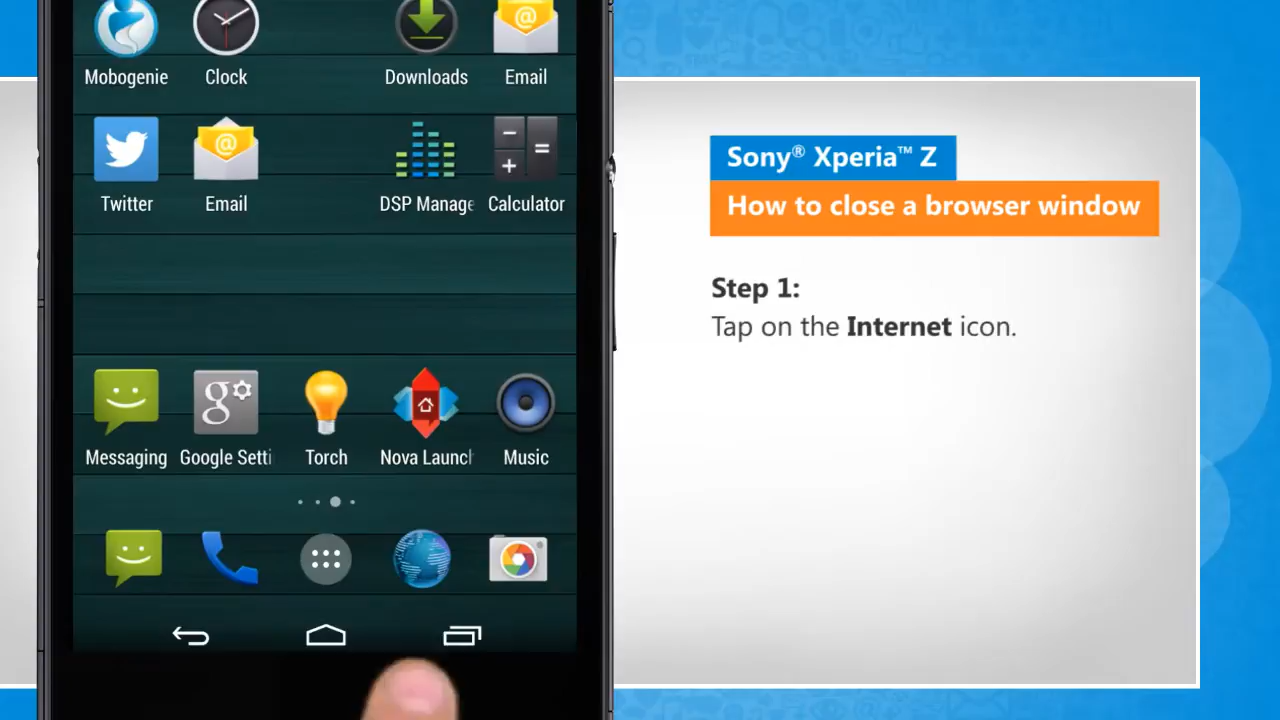 Mobogenie Clock Downloads Email
Twitter Email DSP Manage Calculator
Messaging Google Setti Torch Nova Launch Music
Sony® Xperia™ Z
How to close a browser window
Step 1:
Tap on the Internet icon.